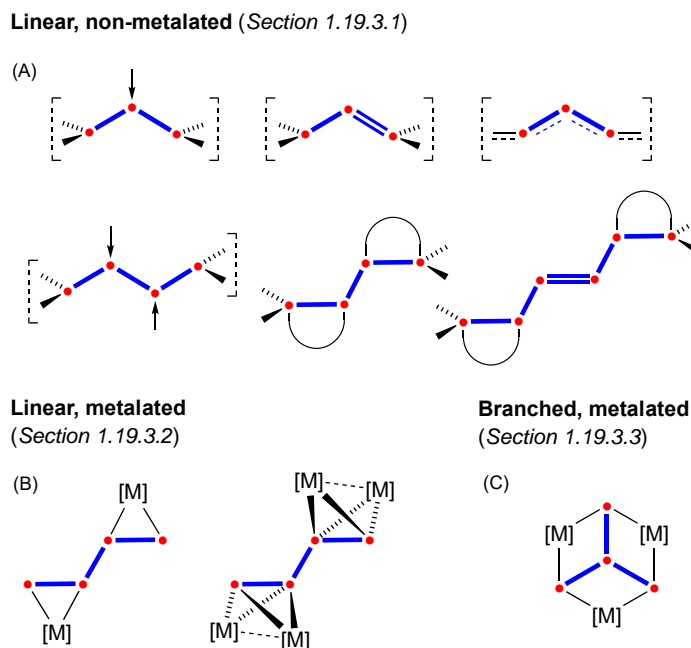 Linear, non-metalated (Section 1.19.3.1)
(A)
Linear, metalated
(Section 1.19.3.2)
Branched, metalated
(Section 1.19.3.3)
(B)
[M]
[M]
[M]
[M]
[M]
[M]
(C)
[M]
[M]
[M]